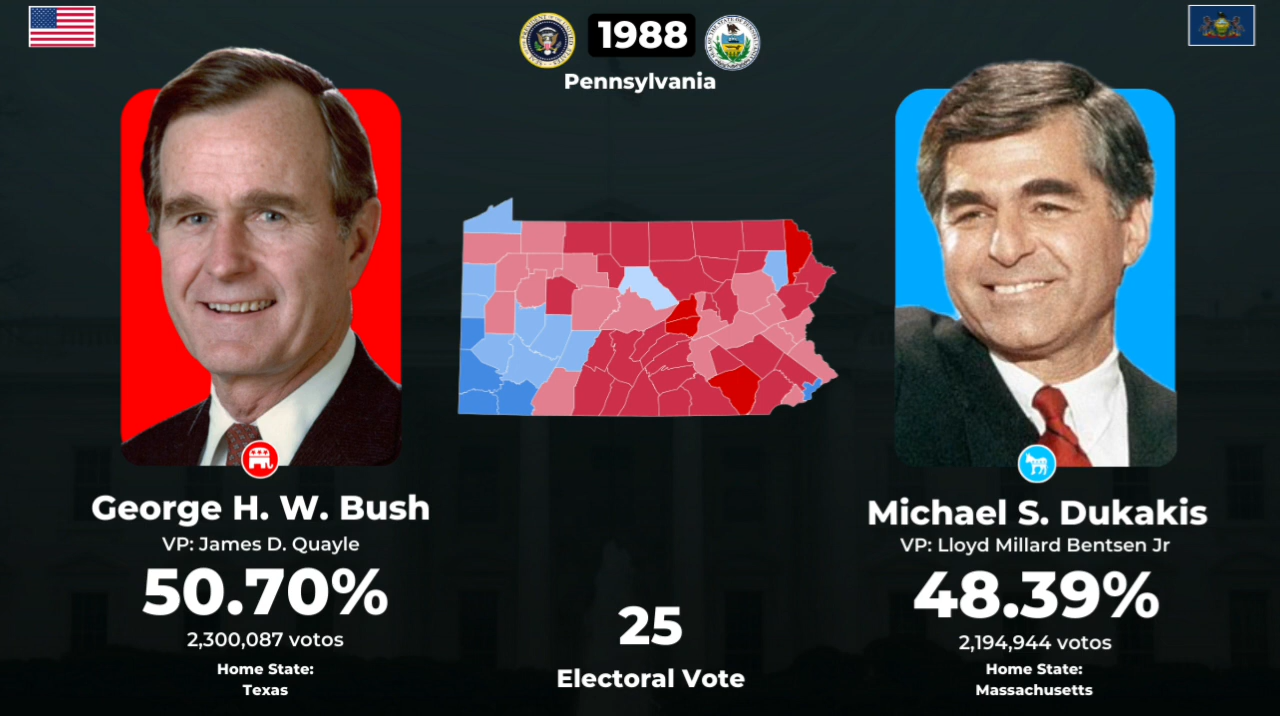 1988
Pennsylvania
George H. W. Bush
VP: James D. Quayle
50.70%
2,300,087 votos
Home State:
Texas
25
Electoral Vote
Michael S. Dukakis
VP: Lloyd Millard Bentsen Jr
48.39%
2,194,944 votos
Home State:
Massachusetts